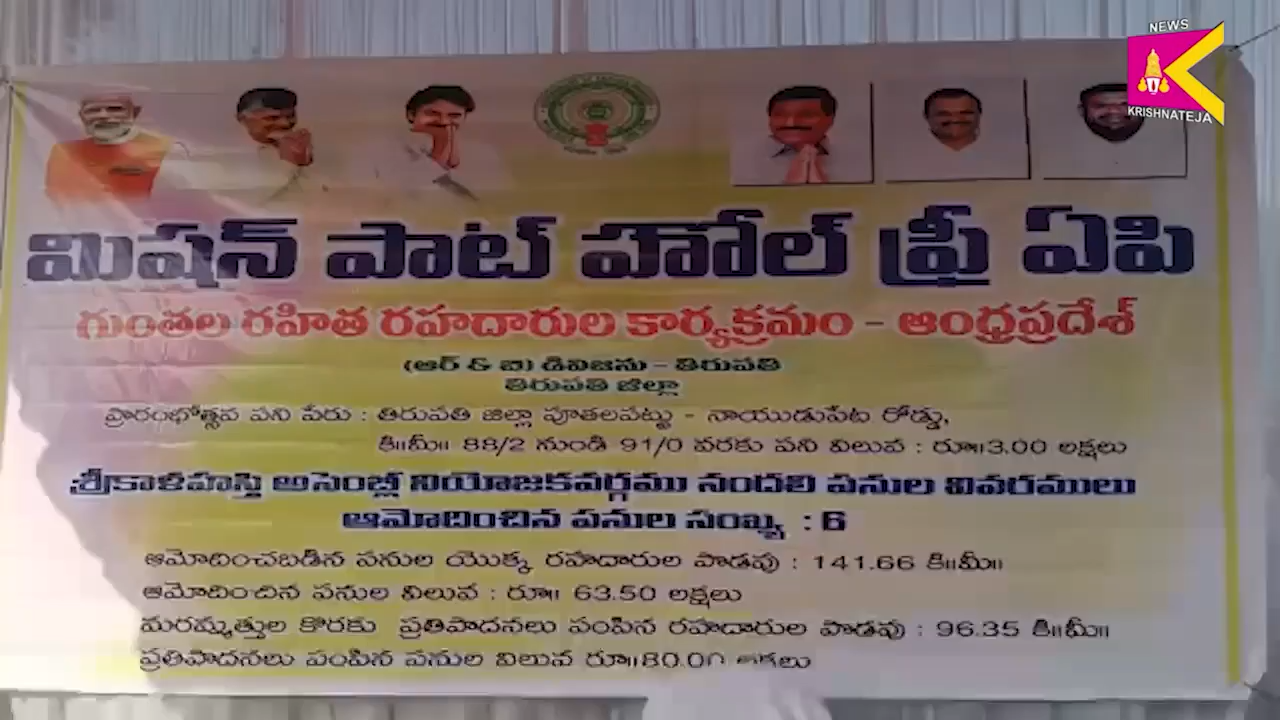 NEWS
KRISHNATEJA
మిషన్ పాట్ హోల్ ఫ్రీ ఏపి
గుంతల రహిత రహదారుల కార్యక్రమం - ఆంధ్రప్రదేశ్
(ఆర్ & బి) డివిజను - తిరుపతి
తిరుపతి జిల్లా
ప్రారంభోత్సవ పని పేరు : తిరుపతి జిల్లా పూతలపట్టు - నాయుడుపేట రోడ్డు,
కి॥మీ॥ 88/2 నుండి 91/0 వరకు పని విలువ : రూ॥3.00 లక్షలు
శ్రీకాళహస్తి అసెంబ్లీ నియోజకవర్గము నందలి పనుల వివరములు
ఆమోదించిన పనుల సంఖ్య : 6
ఆమోదించబడిన పనుల యొక్క రహదారుల పొడవు : 141.66 కి॥మీ॥
ఆమోదించిన పనుల విలువ : రూ॥ 63.50 లక్షలు
మరమ్మత్తుల కొరకు ప్రతిపాదనలు పంపిన రహదారుల పొడవు : 96.35 కి॥మీ॥
ప్రతిపాదనలు పంపిన పనుల విలువ రూ॥80.00 లక్షలు